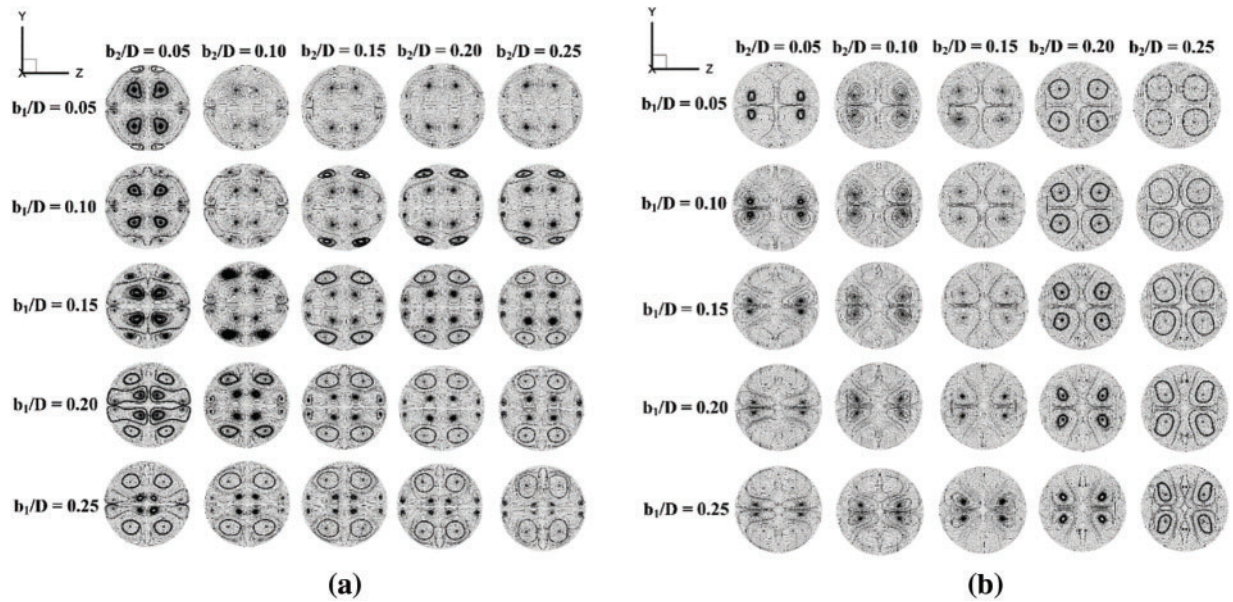 Y
X Z
b₂/D = 0.05 b₂/D = 0.10 b₂/D = 0.15 b₂/D = 0.20 b₂/D = 0.25
b₁/D = 0.05
b₁/D = 0.10
b₁/D = 0.15
b₁/D = 0.20
b₁/D = 0.25
(a)
Y
X Z
b₂/D = 0.05 b₂/D = 0.10 b₂/D = 0.15 b₂/D = 0.20 b₂/D = 0.25
b₁/D = 0.05
b₁/D = 0.10
b₁/D = 0.15
b₁/D = 0.20
b₁/D = 0.25
(b)